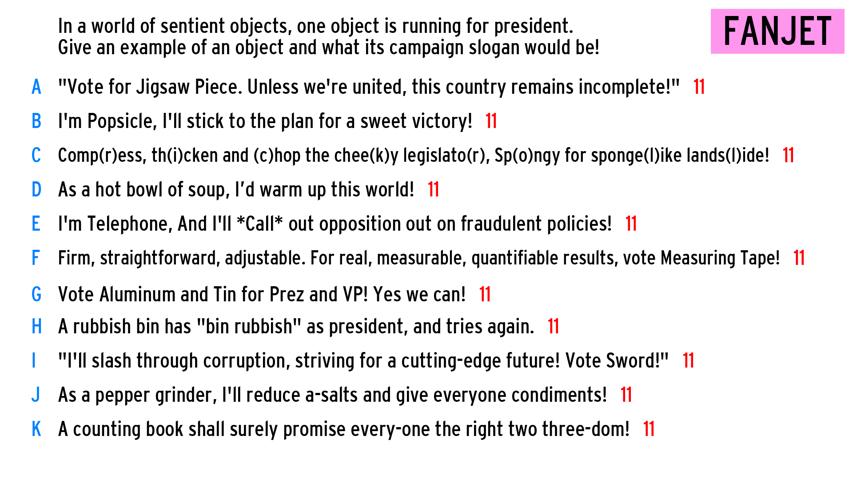 In a world of sentient objects, one object is running for president.
Give an example of an object and what its campaign slogan would be!
FANJET
A "Vote for Jigsaw Piece. Unless we're united, this country remains incomplete!" 11
B I'm Popsicle, I'll stick to the plan for a sweet victory! 11
C Comp(r)ess, th(i)cken and (c)hop the chee(k)y legislato(r), Sp(o)ngy for sponge(l)ike lands(l)ide! 11
D As a hot bowl of soup, I’d warm up this world! 11
E I'm Telephone, And I'll *Call* out opposition out on fraudulent policies! 11
F Firm, straightforward, adjustable. For real, measurable, quantifiable results, vote Measuring Tape! 11
G Vote Aluminum and Tin for Prez and VP! Yes we can! 11
H A rubbish bin has "bin rubbish" as president, and tries again. 11
I "I'll slash through corruption, striving for a cutting-edge future! Vote Sword!" 11
J As a pepper grinder, I'll reduce a-salts and give everyone condiments! 11
K A counting book shall surely promise every-one the right two three-dom! 11